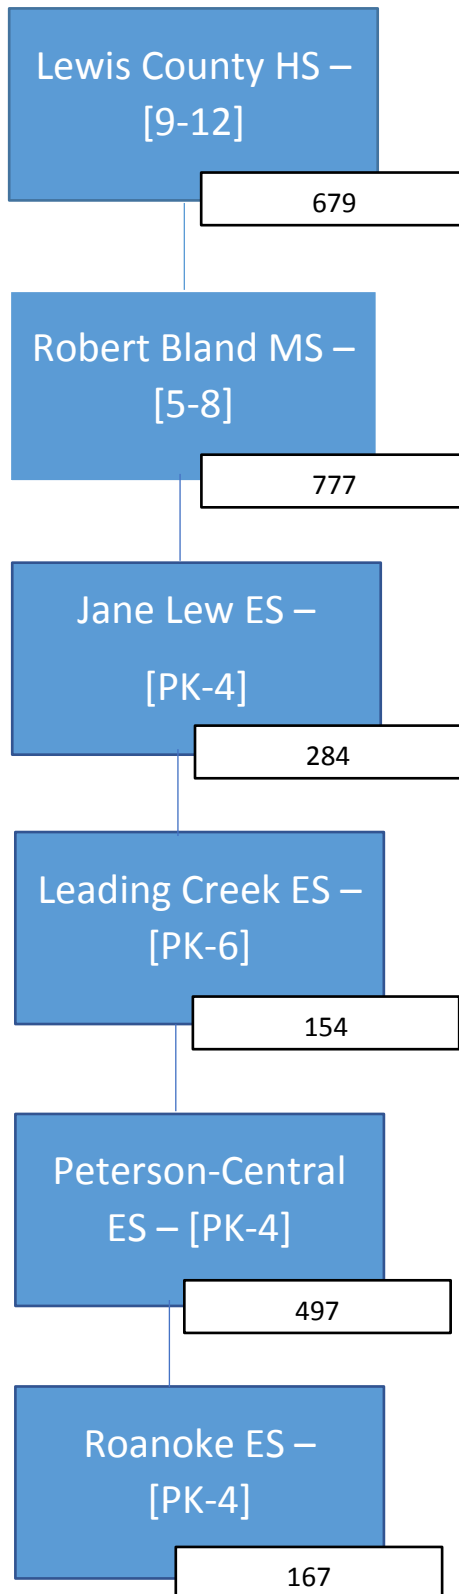 Lewis County HS –
[9-12]
679
Robert Bland MS –
[5-8]
777
Jane Lew ES –
[PK-4]
284
Leading Creek ES –
[PK-6]
154
Peterson-Central
ES – [PK-4]
497
Roanoke ES –
[PK-4]
167